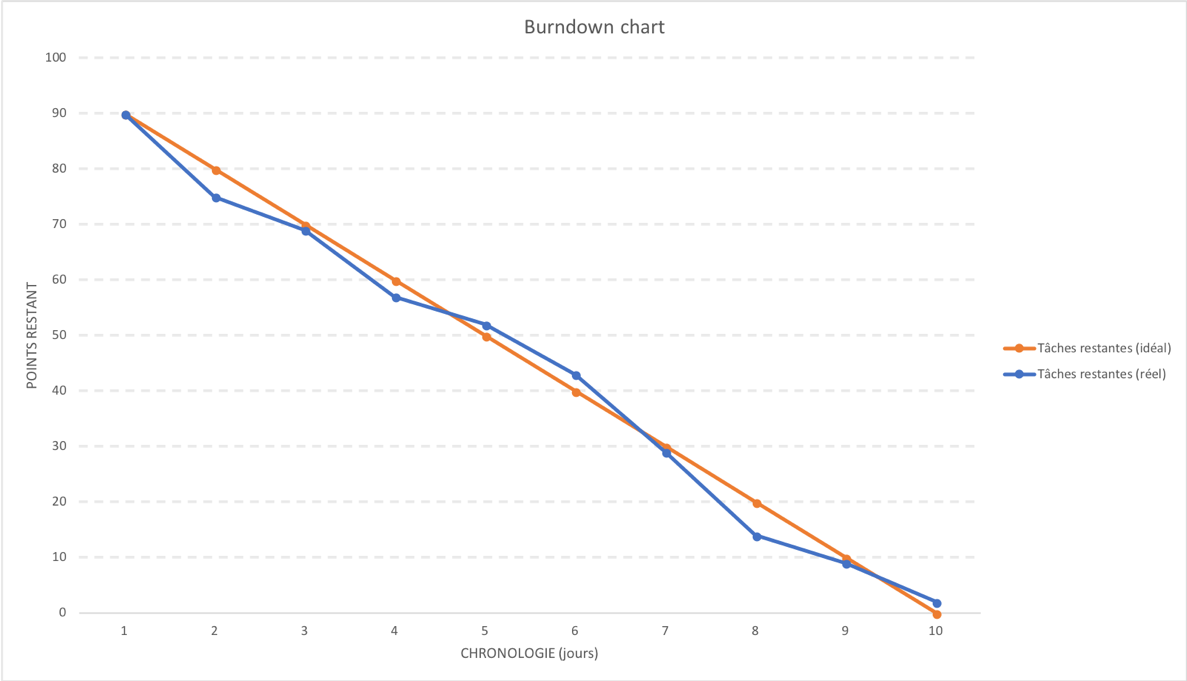 Burndown chart
100
90
80
70
60
50
40
30
20
10
0
POINTS RESTANT
1 2 3 4 5 6 7 8 9 10
CHRONOLOGIE (jours)
Tâches restantes (idéal)
Tâches restantes (réel)